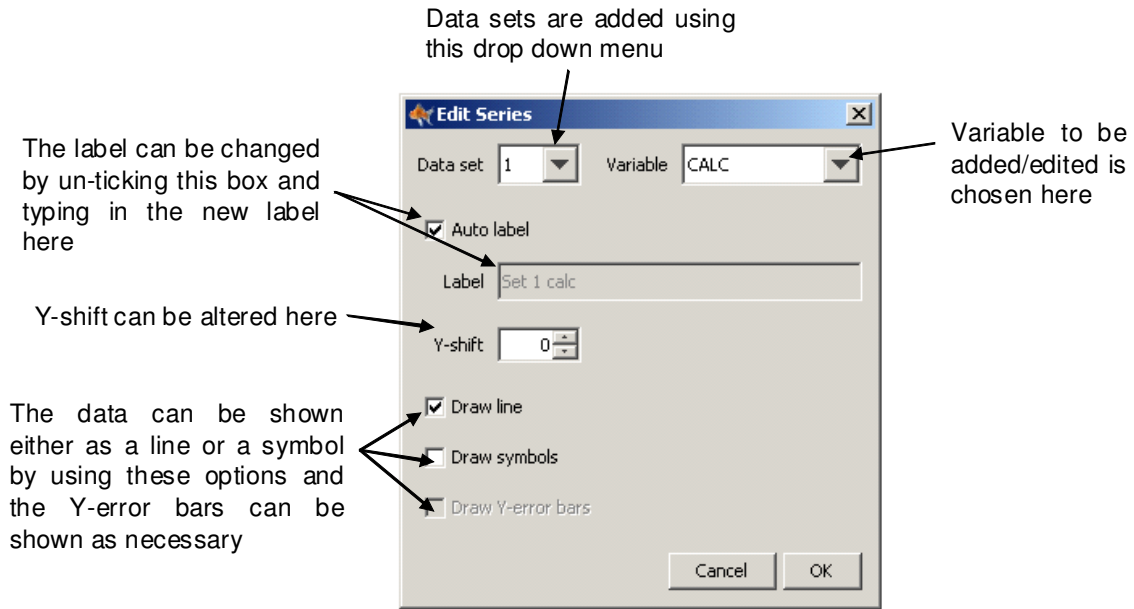 Data sets are added using
this drop down menu
Edit Series
The label can be changed
by un-ticking this box and
typing in the new label
here
Data set 1 Variable CALC
Variable to be
added/edited is
chosen here
Auto label
Label Set 1 calc
Y-shift can be altered here
Y-shift 0
The data can be shown
either as a line or a symbol
by using these options and
the Y-error bars can be
shown as necessary
Draw line
Draw symbols
Draw Y-error bars
Cancel OK